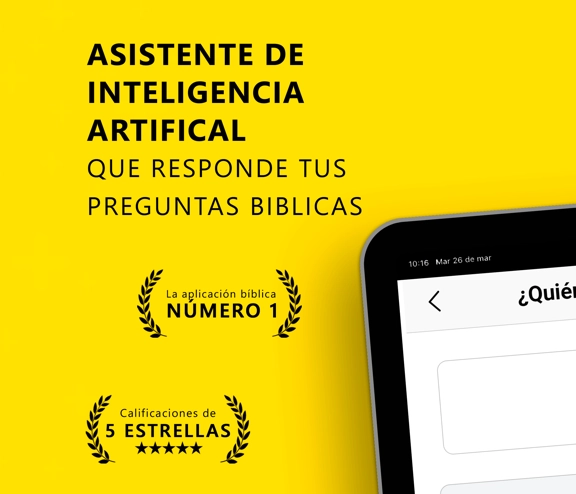 ASISTENTE DE
INTELIGENCIA
ARTIFICAL
QUE RESPONDE TUS
PREGUNTAS BIBLICAS
La aplicación bíblica
NÚMERO 1
Calificaciones de
5 ESTRELLAS
★★★★★
10:16 Mar 26 de mar
¿Quién